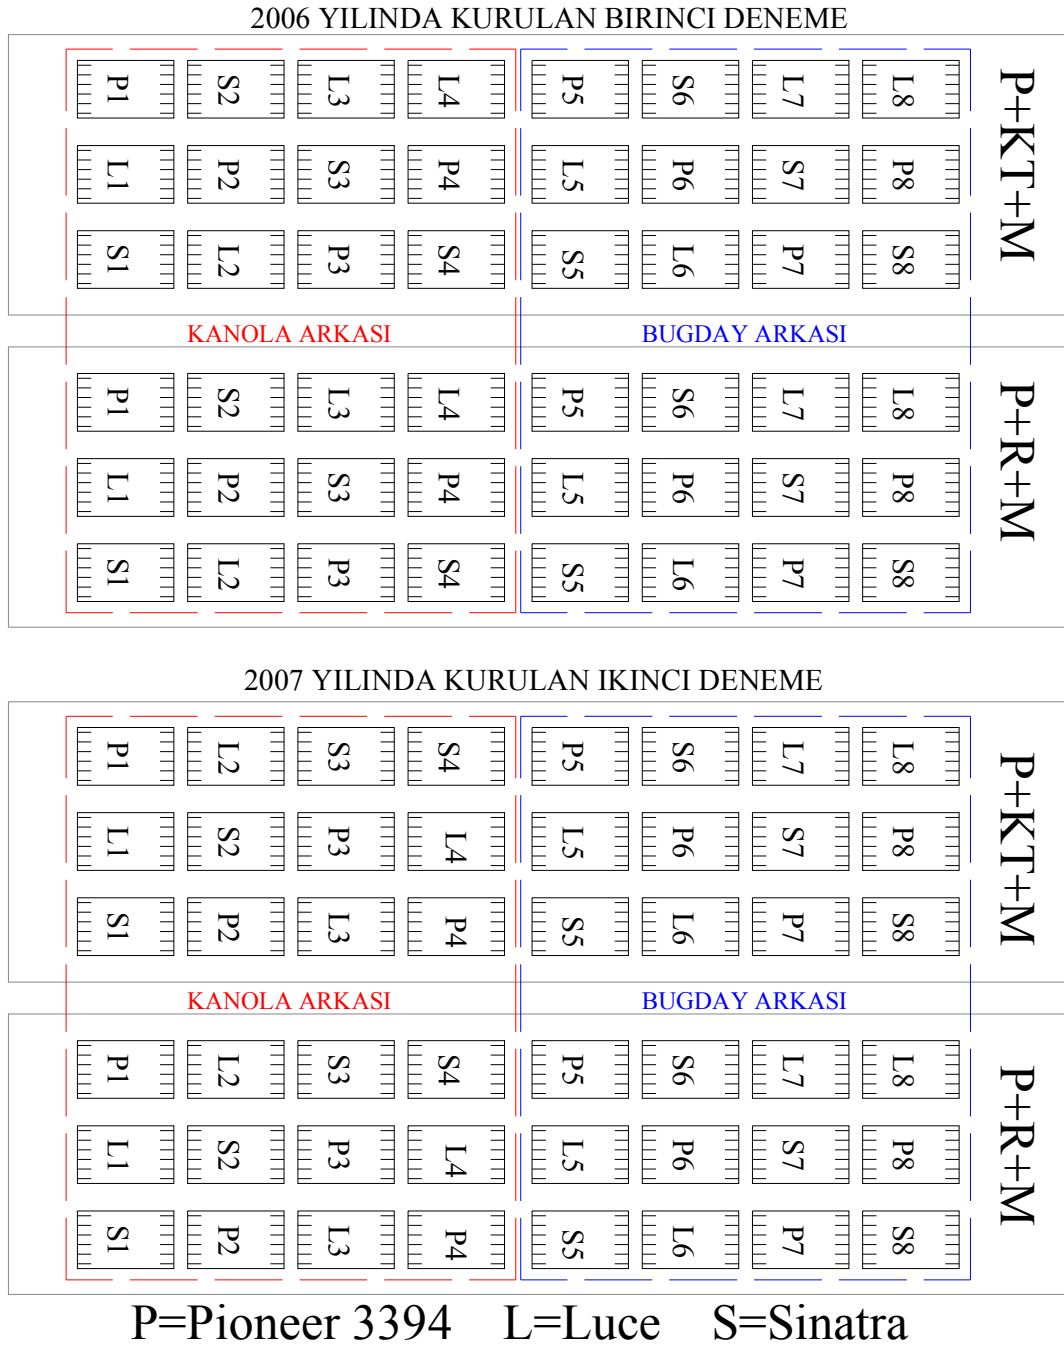 2006 YILINDA KURULAN BIRINCI DENEME
P1 S2 L3 L4 P5 S6 L7 L8
L1 P2 S3 P4 L5 P6 S7 P8
S1 L2 P3 S4 S5 L6 P7 S8
P+KT+M
KANOLA ARKASI BUGDAY ARKASI
P1 S2 L3 L4 P5 S6 L7 L8
L1 P2 S3 P4 L5 P6 S7 P8
S1 L2 P3 S4 S5 L6 P7 S8
P+R+M
2007 YILINDA KURULAN IKINCI DENEME
P1 L2 S3 S4 P5 S6 L7 L8
L1 S2 P3 L4 L5 P6 S7 P8
S1 P2 L3 P4 S5 L6 P7 S8
P+KT+M
KANOLA ARKASI BUGDAY ARKASI
P1 L2 S3 S4 P5 S6 L7 L8
L1 S2 P3 L4 L5 P6 S7 P8
S1 P2 L3 P4 S5 L6 P7 S8
P+R+M
P=Pioneer 3394 L=Luce S=Sinatra